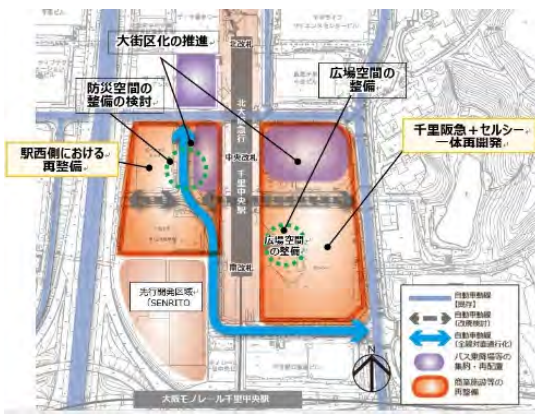 大街区化の推進
防災空間の
整備の検討
広場空間の
整備
千里阪急+セルシー
一体再開発
駅西側における
再整備
北改札
北大阪急行
中央改札
千里中央駅
南改札
広場空間
の整備
先行開発区域
(SENRITO
大阪モノレール千里中央駅
N
自動車動線
【既存】
自動車動線
(改良検討)
自動車動線
(全線対面通行化)
バス乗降場等の
集約・再配置
商業施設等の
再整備